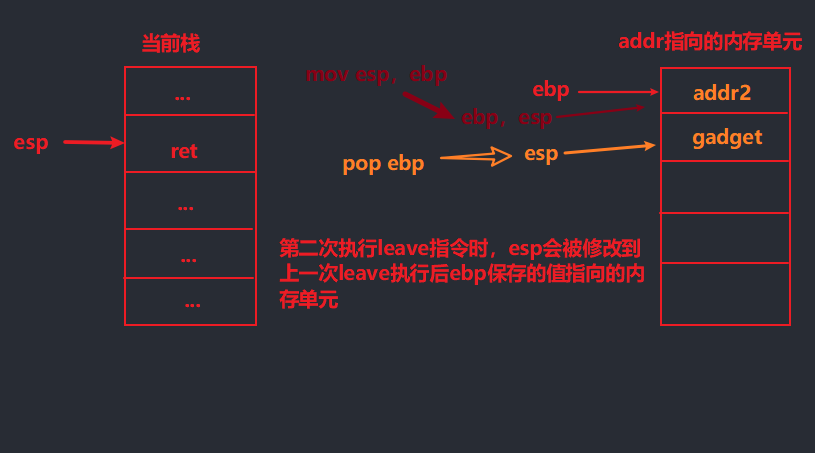 当前栈
addr指向的内存单元
...
mov esp，ebp
ebp
addr2
ebp，esp
esp
ret
pop ebp
esp
gadget
...
第二次执行leave指令时，esp会被修改到
上一次leave执行后ebp保存的值指向的内
存单元
...
...